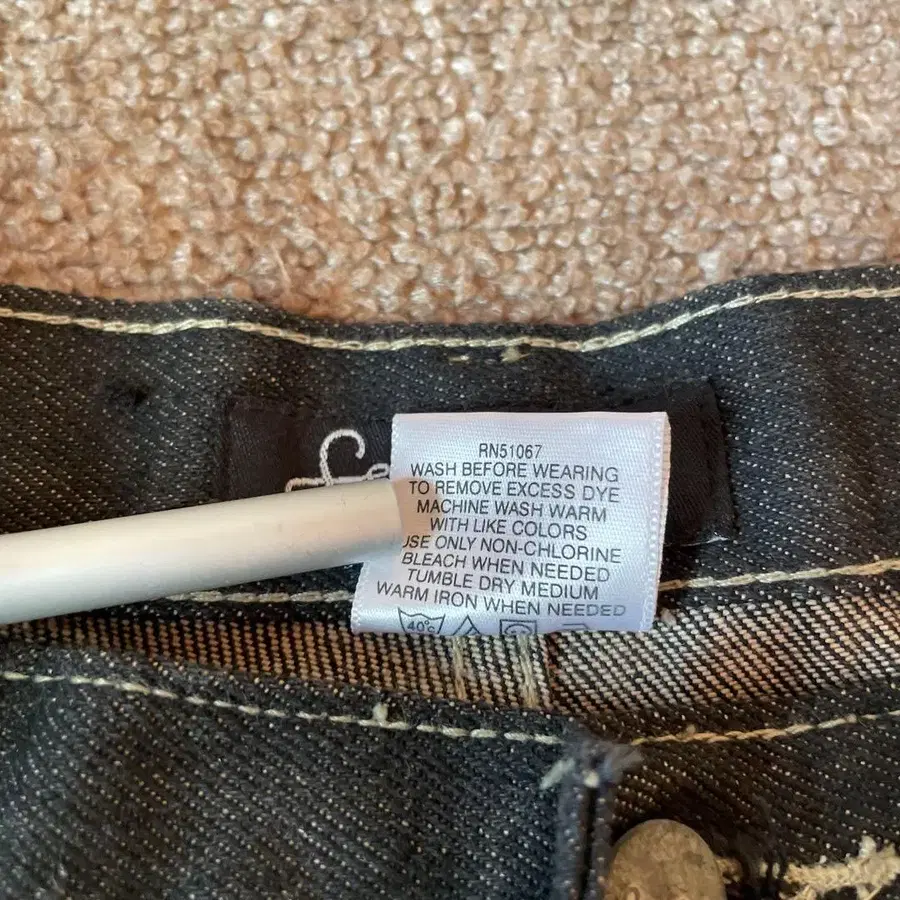 RN51067
WASH BEFORE WEARING
TO REMOVE EXCESS DYE
MACHINE WASH WARM
WITH LIKE COLORS
USE ONLY NON-CHLORINE
BLEACH WHEN NEEDED
TUMBLE DRY MEDIUM
WARM IRON WHEN NEEDED
40°C